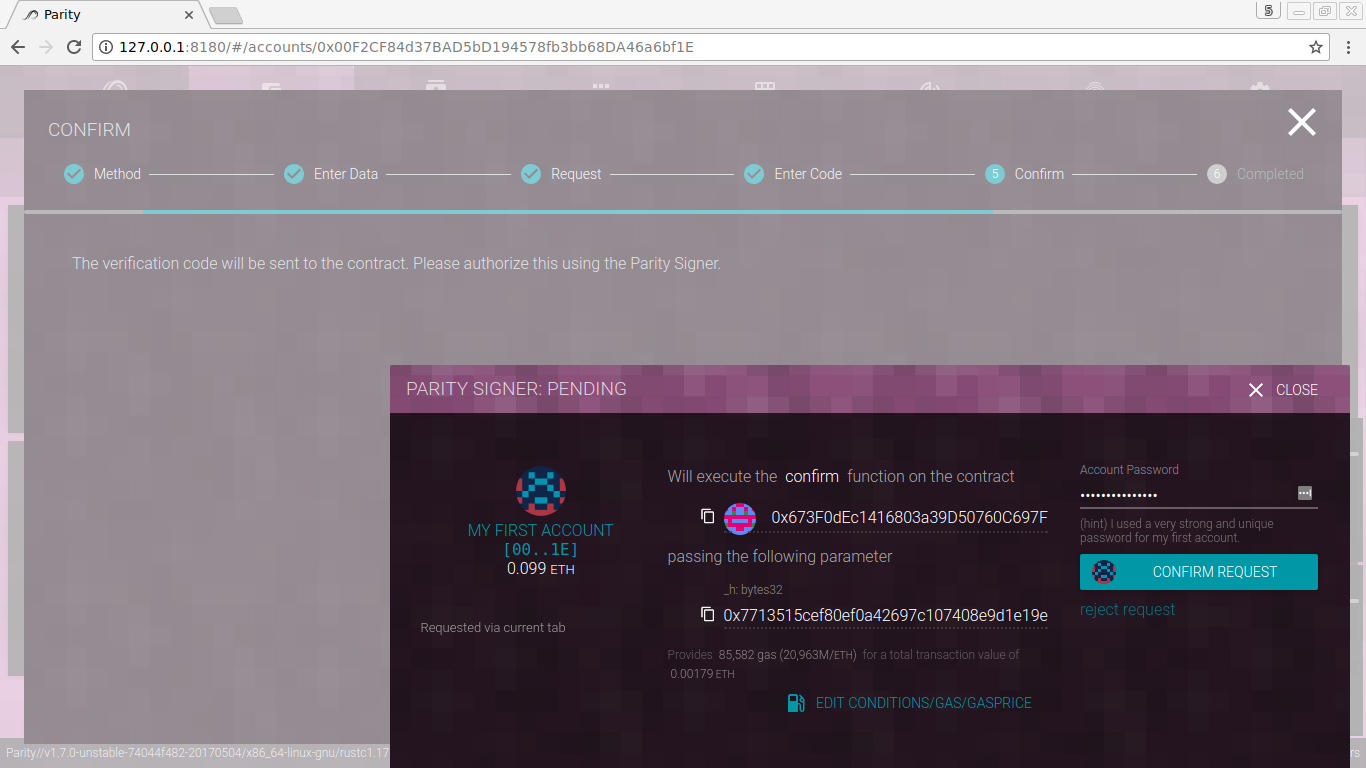 Parity
5
127.0.0.1:8180/#/accounts/0x00F2CF84d37BAD5bD194578fb3bb68DA46a6bf1E
CONFIRM
Method
Enter Data
Request
Enter Code
5 Confirm
6 Completed
The verification code will be sent to the contract. Please authorize this using the Parity Signer.
PARITY SIGNER: PENDING
CLOSE
MY FIRST ACCOUNT
[00..1E]
0.099 ETH
Requested via current tab
Will execute the confirm function on the contract
0x673F0dEc1416803a39D50760C697F
passing the following parameter
_h: bytes32
0x7713515cef80ef0a42697c107408e9d1e19e
Provides 85,582 gas (20,963M/ETH) for a total transaction value of
0.00179 ETH
EDIT CONDITIONS/GAS/GASPRICE
Account Password
•••••••••••••••
(hint) I used a very strong and unique
password for my first account.
CONFIRM REQUEST
reject request
Parity//v1.7.0-unstable-74044f482-20170504/x86_64-linux-gnu/rustc1.17
rs